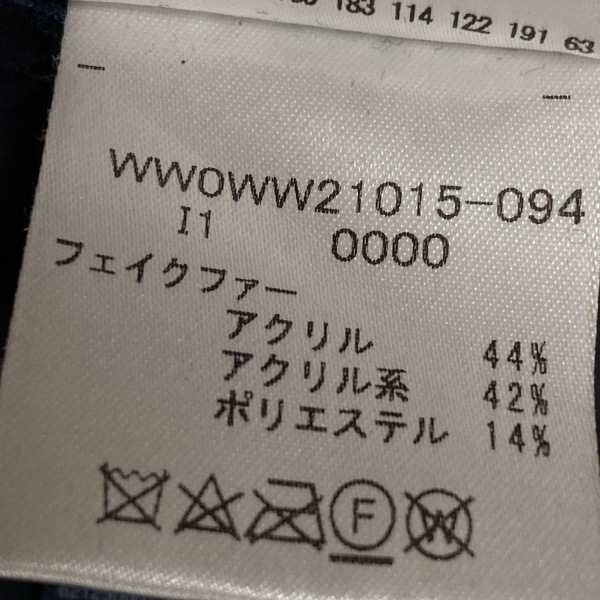 183 114 122 191 63
WWOWW21015-094
I1 0000
フェイクファー
アクリル 44%
アクリル系 42%
ポリエステル 14%
F W